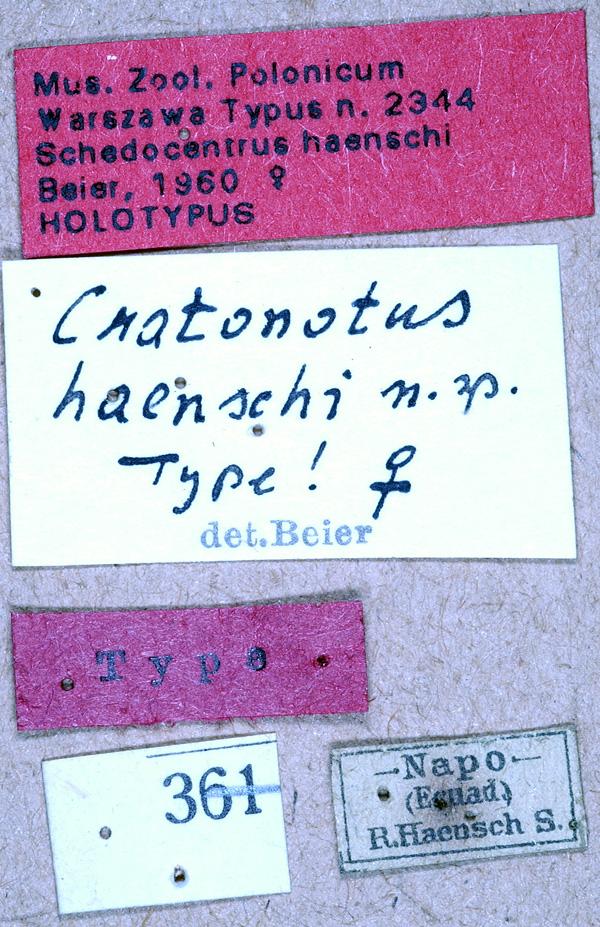 Mus. Zool. Polonicum
Warszawa Typus n. 2344
Schedocentrus haenschi
Beier, 1960 ♀
HOLOTYPUS
Cratonotus
haenschi n.sp.
Type! ♀
det.Beier
Type
361
-Napo-
(Ecuad)
R.Haensch S.